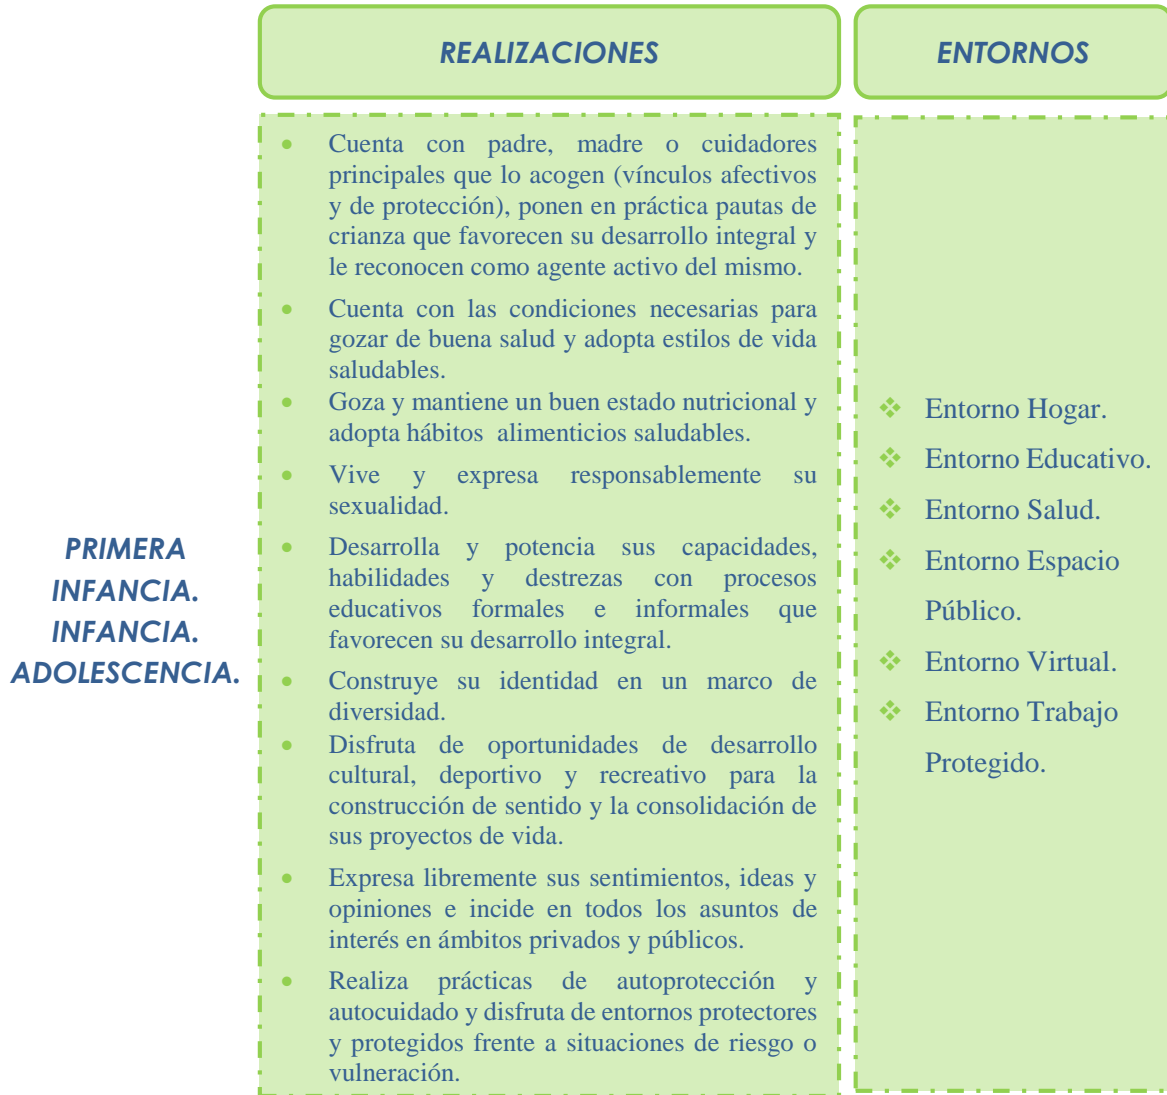 REALIZACIONES
ENTORNOS
PRIMERA
INFANCIA.
INFANCIA.
ADOLESCENCIA.
• Cuenta con padre, madre o cuidadores
principales que lo acogen (vínculos afectivos
y de protección), ponen en práctica pautas de
crianza que favorecen su desarrollo integral y
le reconocen como agente activo del mismo.
• Cuenta con las condiciones necesarias para
gozar de buena salud y adopta estilos de vida
saludables.
• Goza y mantiene un buen estado nutricional y
adopta hábitos alimenticios saludables.
• Vive y expresa responsablemente su
sexualidad.
• Desarrolla y potencia sus capacidades,
habilidades y destrezas con procesos
educativos formales e informales que
favorecen su desarrollo integral.
• Construye su identidad en un marco de
diversidad.
• Disfruta de oportunidades de desarrollo
cultural, deportivo y recreativo para la
construcción de sentido y la consolidación de
sus proyectos de vida.
• Expresa libremente sus sentimientos, ideas y
opiniones e incide en todos los asuntos de
interés en ámbitos privados y públicos.
• Realiza prácticas de autoprotección y
autocuidado y disfruta de entornos protectores
y protegidos frente a situaciones de riesgo o
vulneración.
❖ Entorno Hogar.
❖ Entorno Educativo.
❖ Entorno Salud.
❖ Entorno Espacio
Público.
❖ Entorno Virtual.
❖ Entorno Trabajo
Protegido.